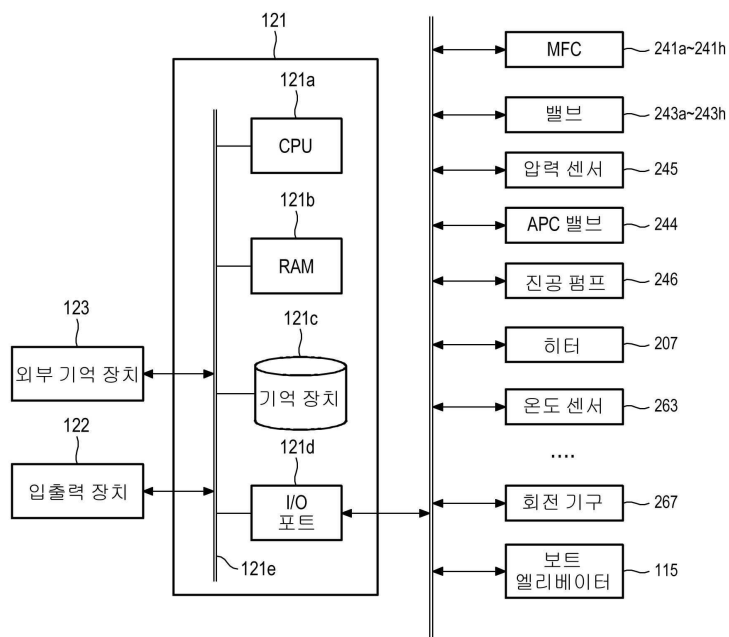 121
121a
CPU
121b
RAM
121c
기억 장치
121d
I/O
포트
121e
123
외부 기억 장치
122
입출력 장치
MFC
241a~241h
밸브
243a~243h
압력 센서
245
APC 밸브
244
진공 펌프
246
히터
207
온도 센서
263
....
회전 기구
267
보트
엘리베이터
115